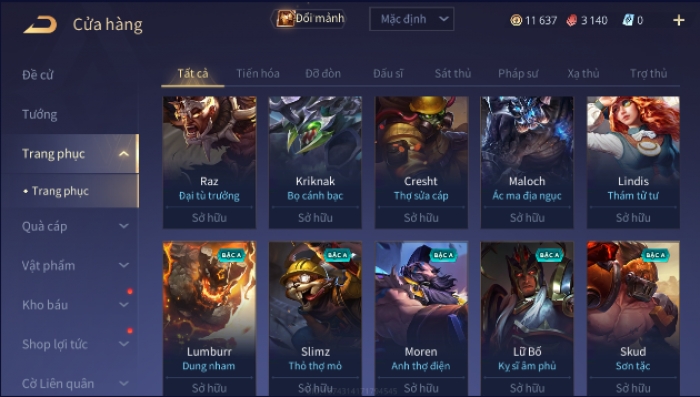 Cửa hàng
Đổi mảnh
Mặc định
11 637
3 140
0
+
Đề cử
Tướng
Trang phục
Trang phục
Quà cáp
Vật phẩm
Kho báu
Shop lợi tức
Cờ Liên quân
Tất cả
Tiến hóa
Đỡ đòn
Đấu sĩ
Sát thủ
Pháp sư
Xạ thủ
Trợ thủ
Raz
Đại tù trưởng
Sở hữu
Kriknak
Bọ cánh bạc
Sở hữu
Cresht
Thợ sửa cáp
Sở hữu
Maloch
Ác ma địa ngục
Sở hữu
Lindis
Thám tử tư
Sở hữu
Lumburr
BẬC A
Dung nham
Sở hữu
BẬC A
Slimz
Thỏ thợ mỏ
Sở hữu
BẬC A
Moren
Anh thợ điện
Sở hữu
BẬC A
Lữ Bố
Kỵ sĩ âm phủ
Sở hữu
BẬC A
Skud
Sơn tặc
Sở hữu